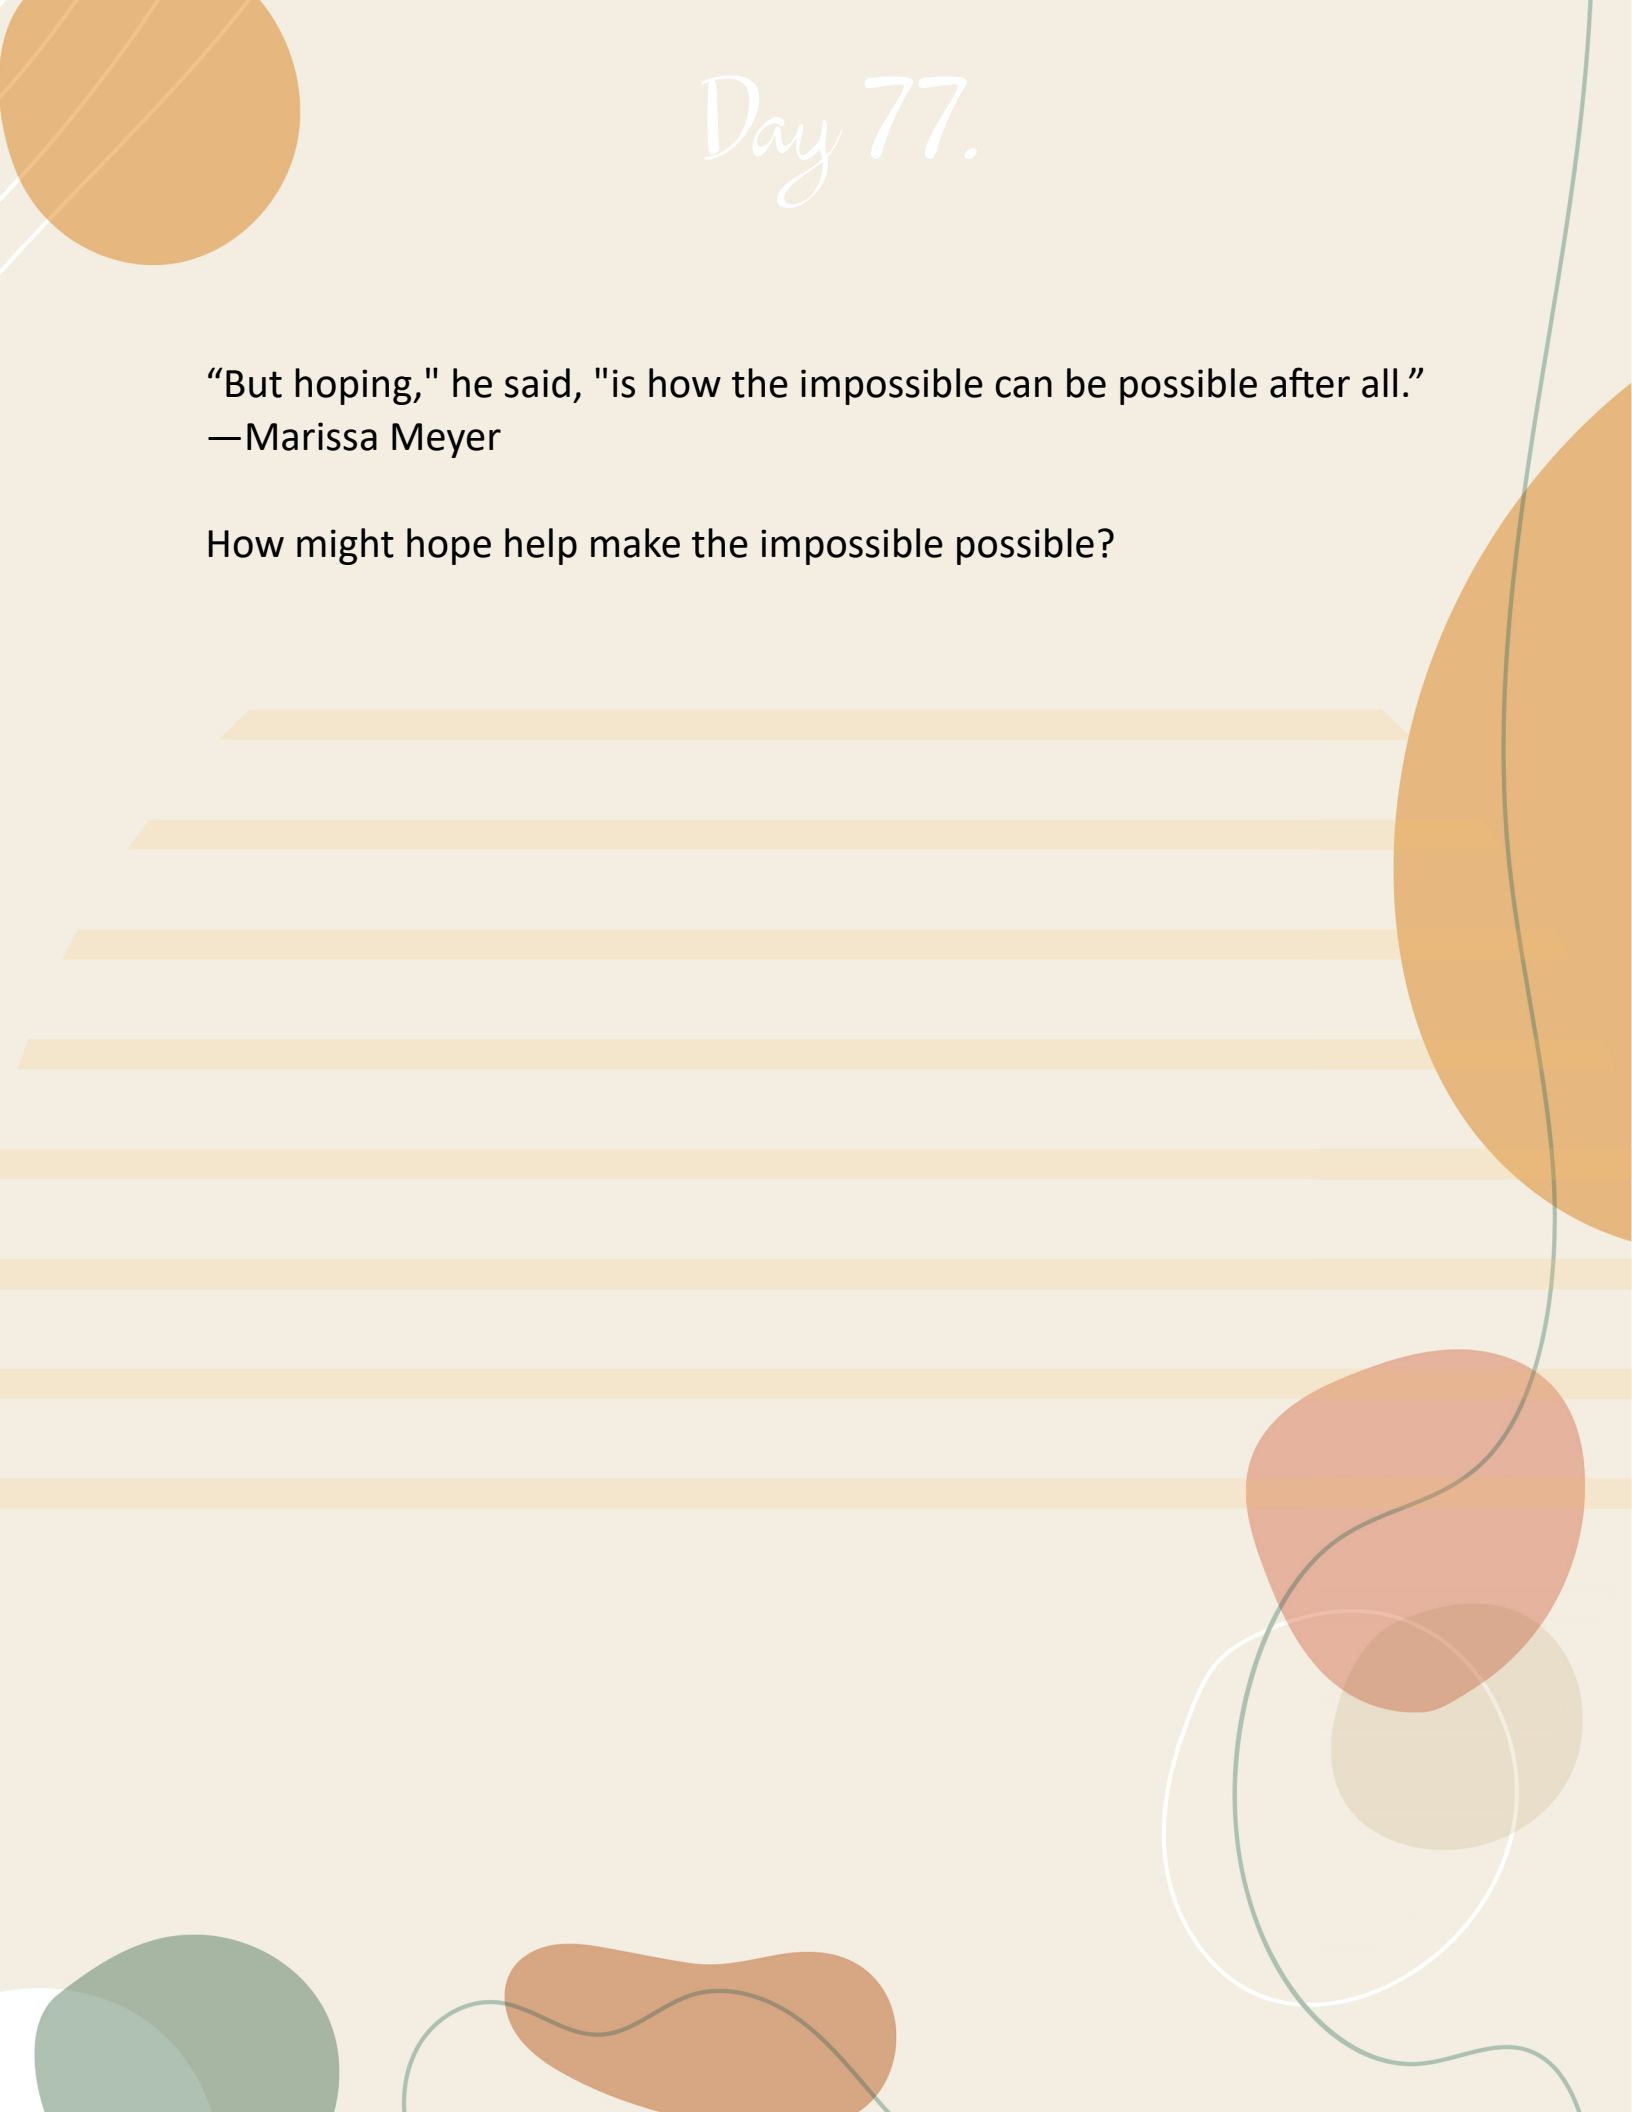 Day 77.
“But hoping," he said, "is how the impossible can be possible after all.”
—Marissa Meyer
How might hope help make the impossible possible?